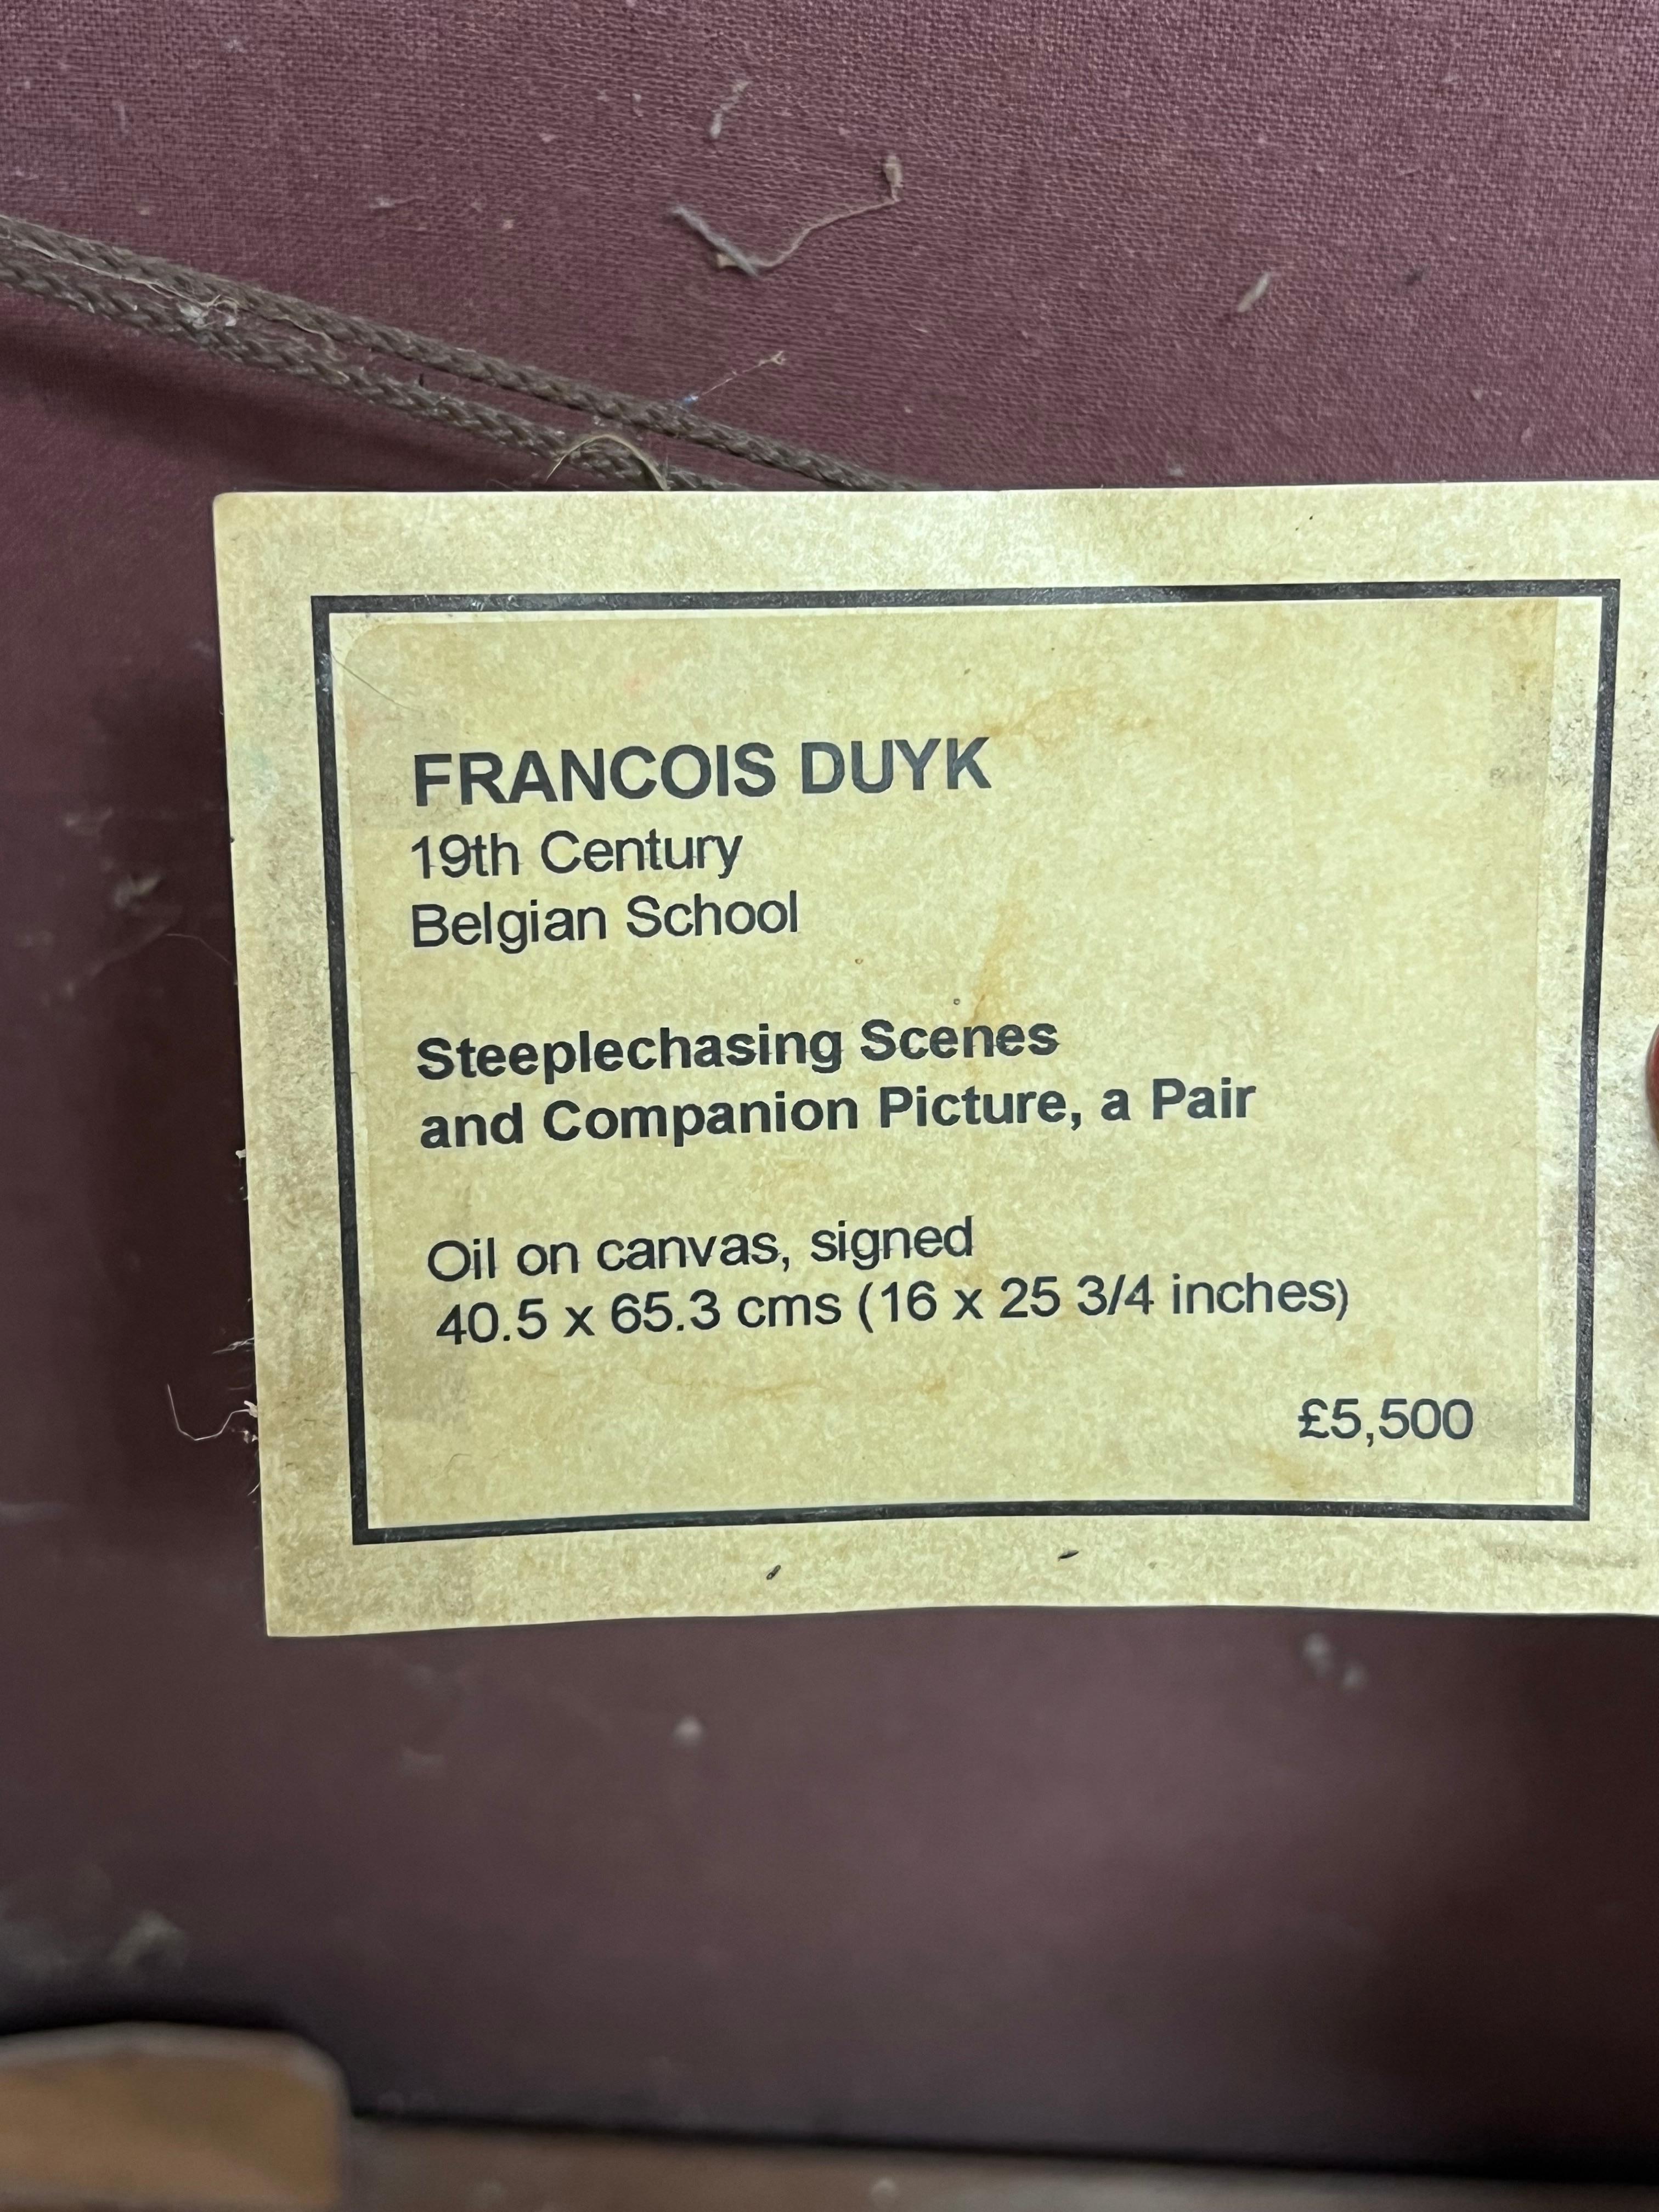 FRANCOIS DUYK
19th Century
Belgian School
Steeplechasing Scenes
and Companion Picture, a Pair
Oil on canvas, signed
40.5 x 65.3 cms (16 x 25 3/4 inches)
£5,500